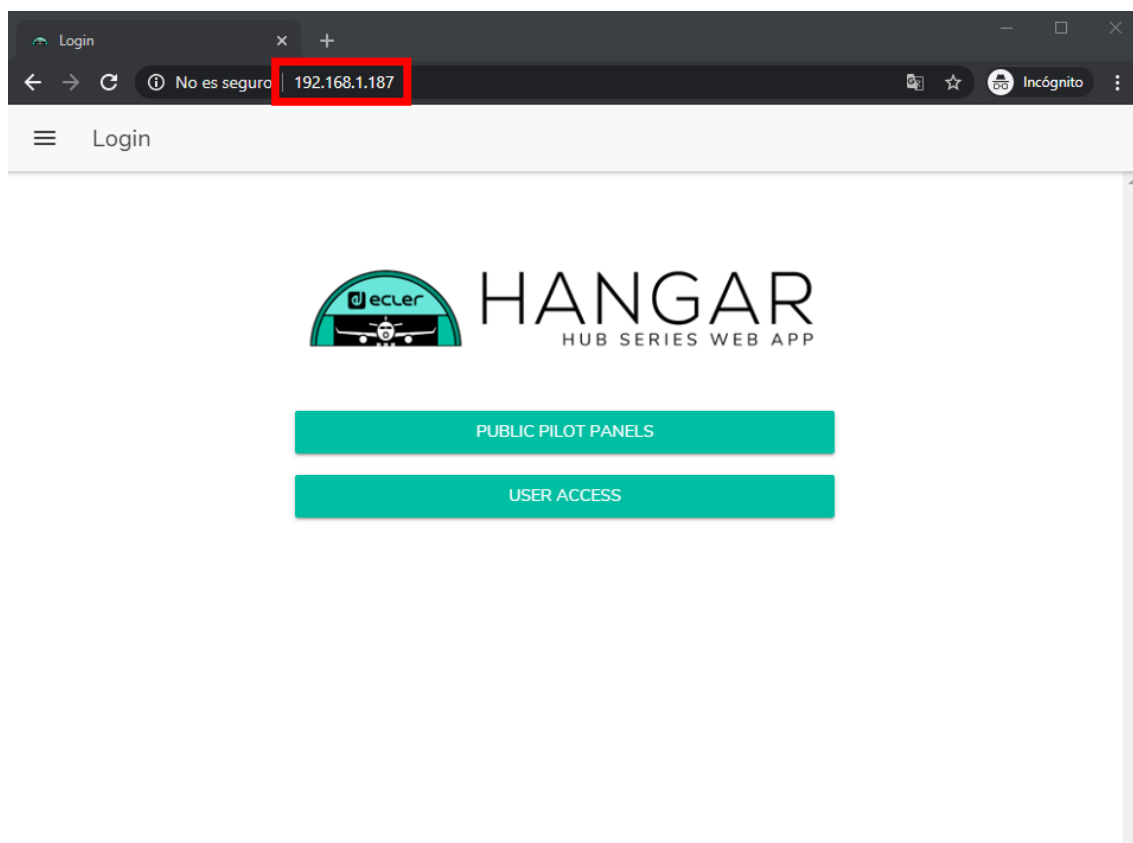 Login
No es seguro
192.168.1.187
Incógnito
Login
ecler
HANGAR
HUB SERIES WEB APP
PUBLIC PILOT PANELS
USER ACCESS